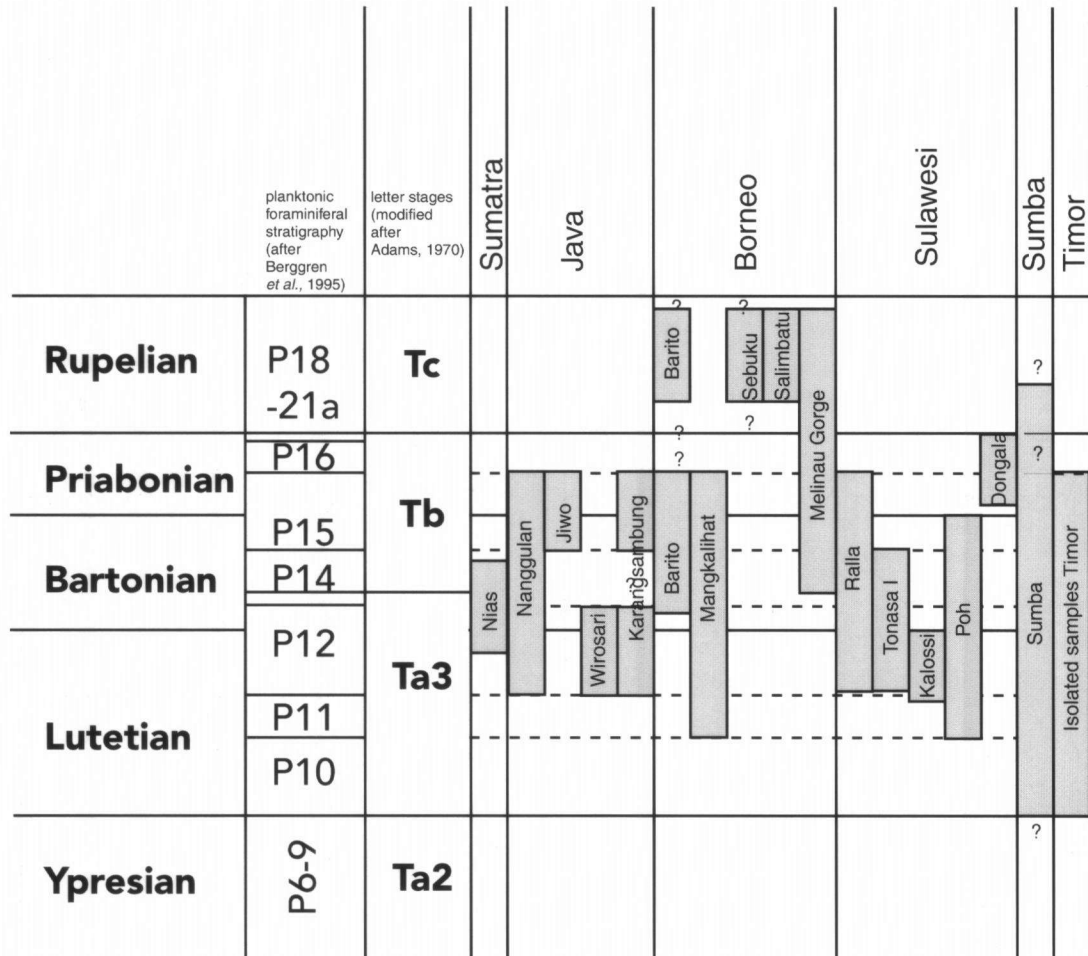 planktonic
foraminiferal
stratigraphy
(after
Berggren
et al., 1995)
letter stages
(modified
after
Adams, 1970)
Sumatra
Java
Borneo
Sulawesi
Sumba
Timor
Rupelian
P18
-21a
Tc
?
Barito
?
Sebuku
Salimbatu
Melinau Gorge
?
?
?
?
Priabonian
P16
Tb
?
Dongala
P15
Bartonian
P14
Nias
Nanggulan
Jiwo
Wirosari
Karangsambung
?
Barito
Mangkalihat
Ralla
Tonasa I
Kalossi
Poh
Sumba
Isolated samples Timor
P12
Ta3
Lutetian
P11
P10
Ypresian
P6-9
Ta2
?